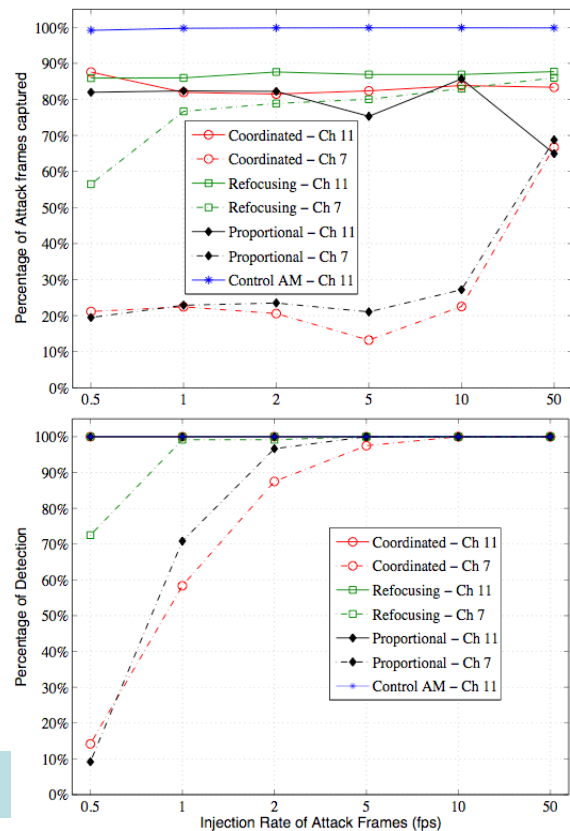 Percentage of Attack frames captured
100%
90%
80%
70%
60%
50%
40%
30%
20%
10%
0%
Coordinated – Ch 11
Coordinated – Ch 7
Refocusing – Ch 11
Refocusing – Ch 7
Proportional – Ch 11
Proportional – Ch 7
Control AM – Ch 11
0.5 1 2 5 10 50
Percentage of Detection
100%
90%
80%
70%
60%
50%
40%
30%
20%
10%
0%
Coordinated – Ch 11
Coordinated – Ch 7
Refocusing – Ch 11
Refocusing – Ch 7
Proportional – Ch 11
Proportional – Ch 7
Control AM – Ch 11
0.5 1 2 5 10 50
Injection Rate of Attack Frames (fps)